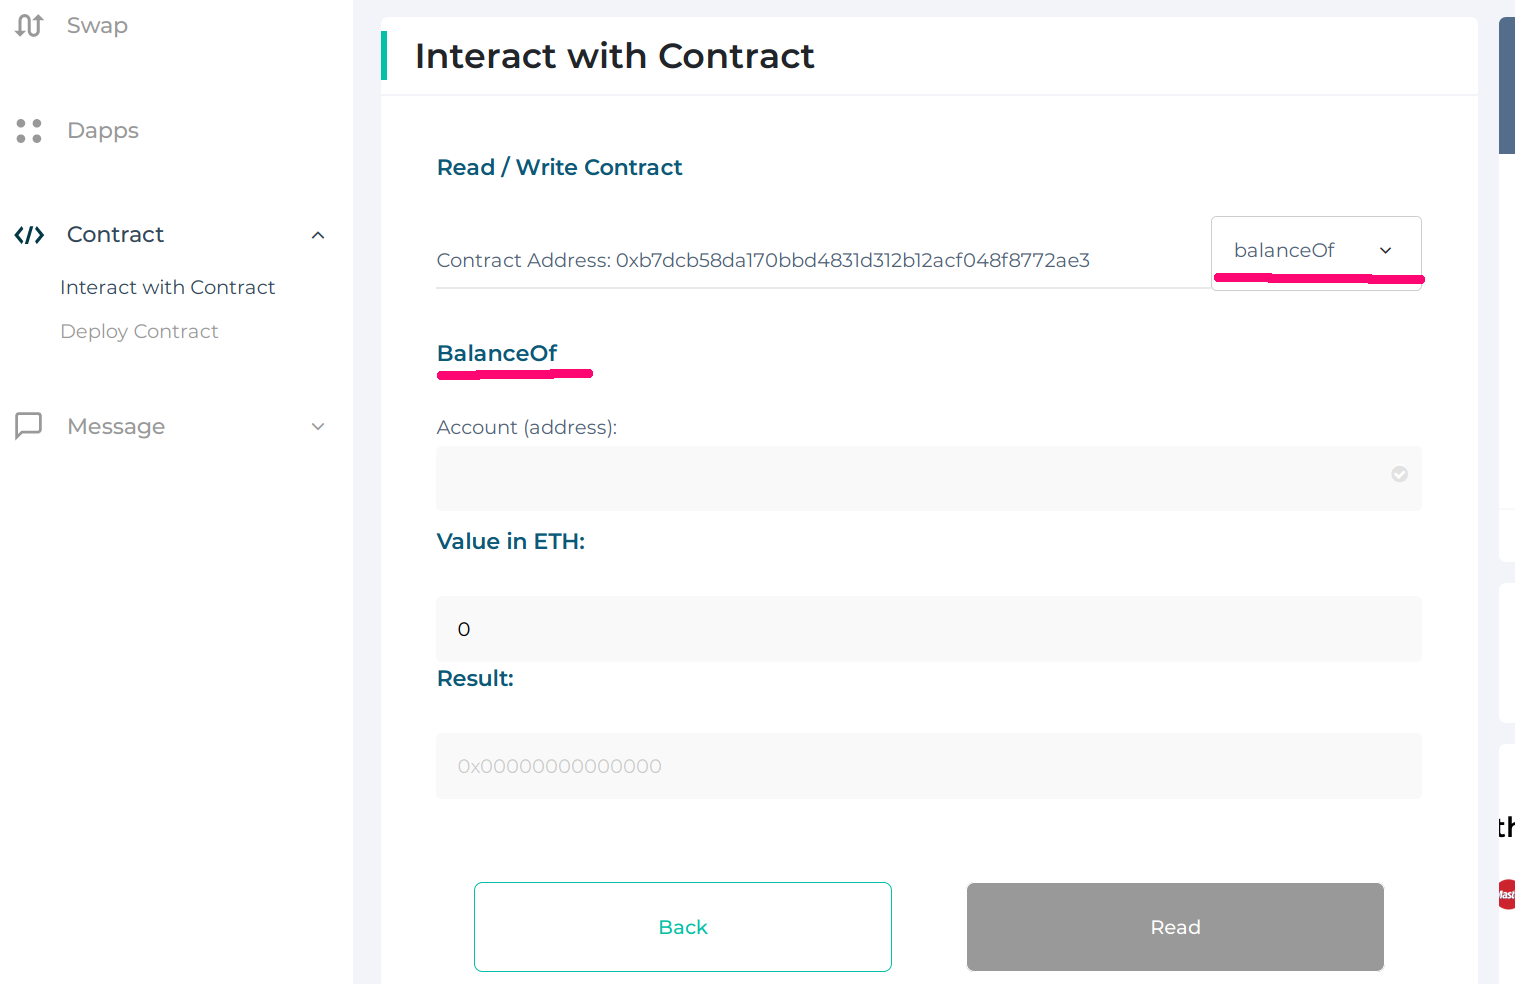 Swap
Dapps
Contract
Interact with Contract
Deploy Contract
Message
Interact with Contract
Read / Write Contract
Contract Address: 0xb7dcb58da170bbd4831d312b12acf048f8772ae3
balanceOf
BalanceOf
Account (address):
Value in ETH:
0
Result:
0x00000000000000
Back
Read